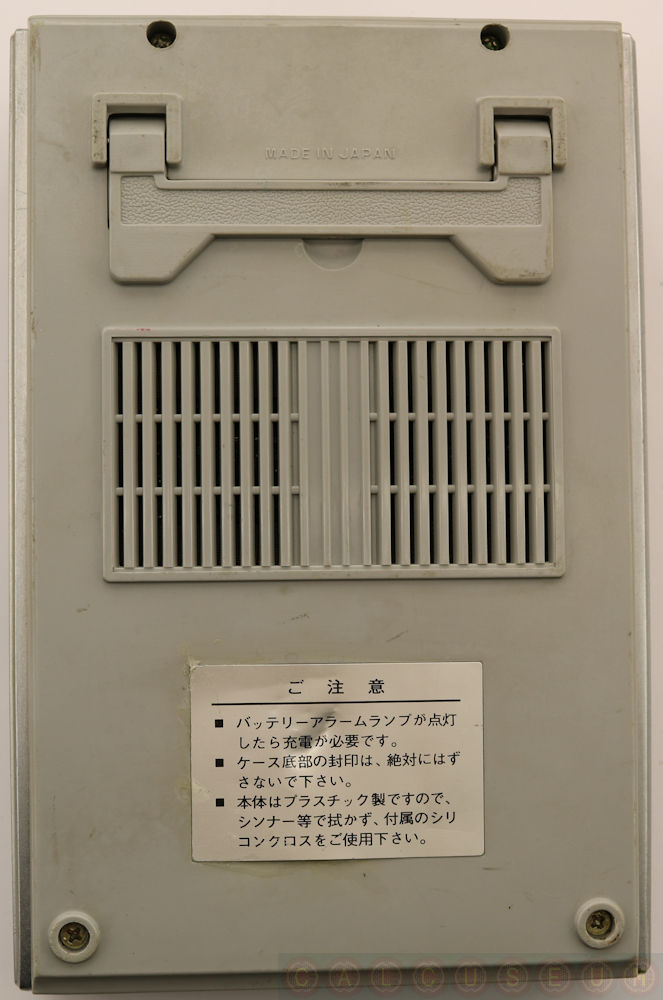 MADE IN JAPAN
ご注意
■ バッテリーアラームランプが点灯
したら充電が必要です。
■ ケース底部の封印は、絶対にはず
さないで下さい。
■ 本体はプラスチック製ですので、
シンナー等で拭かず、付属のシリ
コンクロスをご使用下さい。
CALCUSEUM